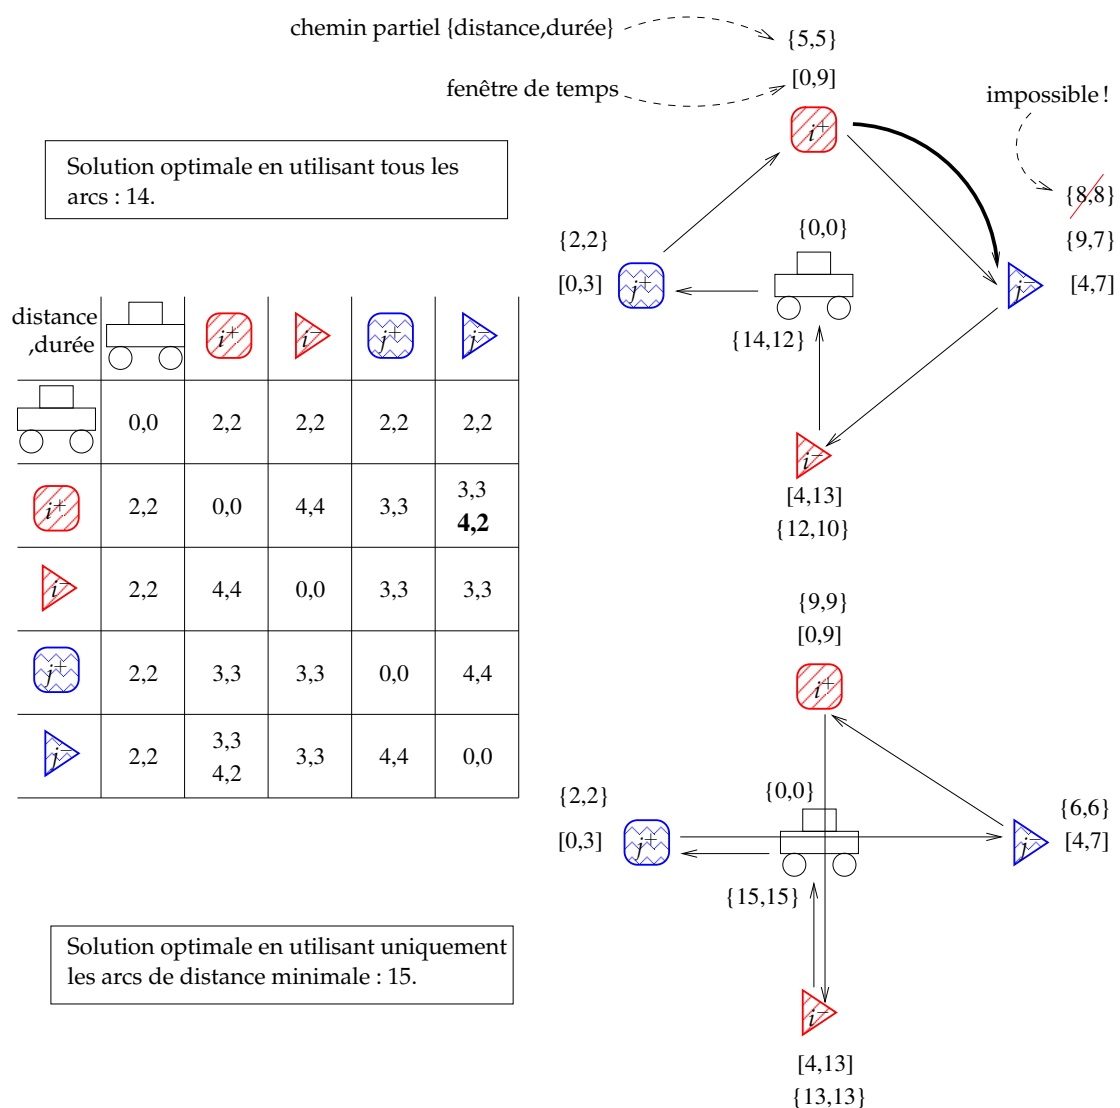 chemin partiel {distance,durée}
{5,5}
fenêtre de temps
[0,9]
impossible !
i+
Solution optimale en utilisant tous les
arcs : 14.
{8,8}
{2,2}
{0,0}
{9,7}
[0,3]
j+
j−
[4,7]
{14,12}
i−
[4,13]
{12,10}
distance
,durée
i+
i−
j+
j−
0,0
2,2
2,2
2,2
2,2
i+
2,2
0,0
4,4
3,3
3,3
4,2
i−
2,2
4,4
0,0
3,3
3,3
j+
2,2
3,3
3,3
0,0
4,4
j−
2,2
3,3
4,2
3,3
4,4
0,0
{9,9}
[0,9]
i+
{2,2}
{0,0}
{6,6}
[0,3]
j+
j−
[4,7]
{15,15}
i−
[4,13]
{13,13}
Solution optimale en utilisant uniquement
les arcs de distance minimale : 15.